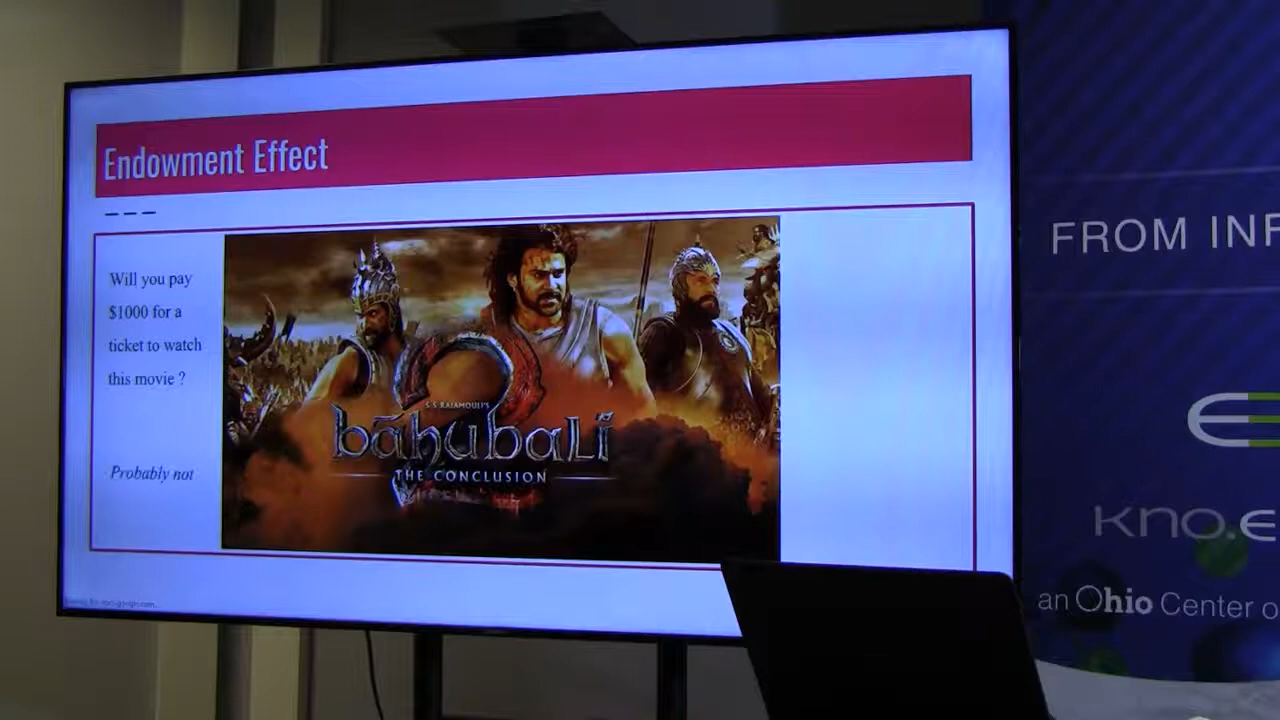 Endowment Effect
Will you pay
$1000 for a
ticket to watch
this movie ?
Probably not
S S RAJAMOULI'S
bāhubali
2
THE CONCLUSION
FROM INF
kno.e
an Ohio Center o